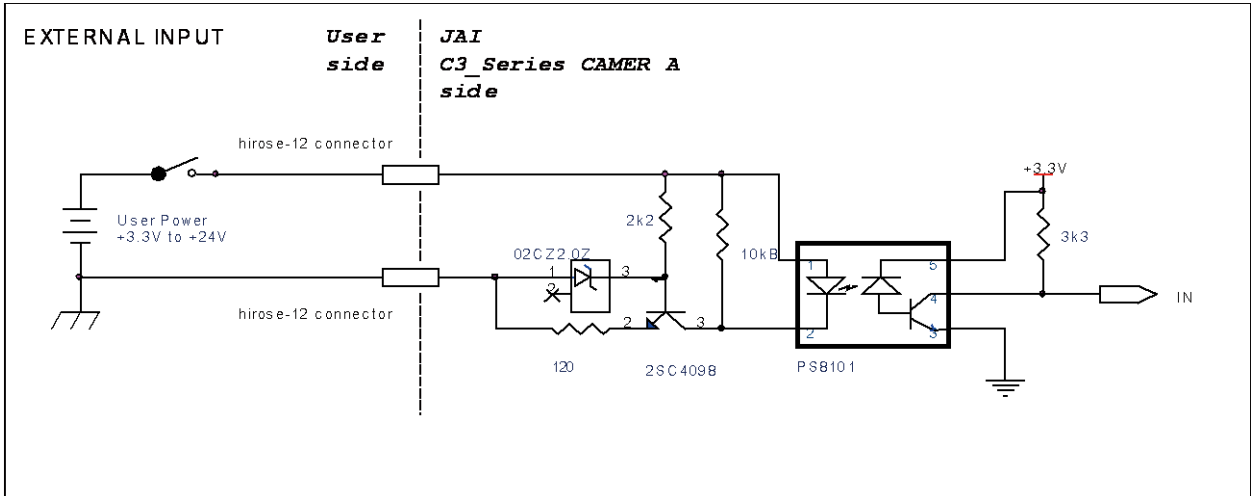 EXTERNAL INPUT
User side
JAI
C3_Series CAMER A
side
hirose-12 connector
+3.3V
User Power
+3.3V to +24V
2k2
02CZ2.0Z
10kB
3k3
1
2
3
1
5
4
IN
hirose-12 connector
2
3
2
3
120
2SC4098
PS8101